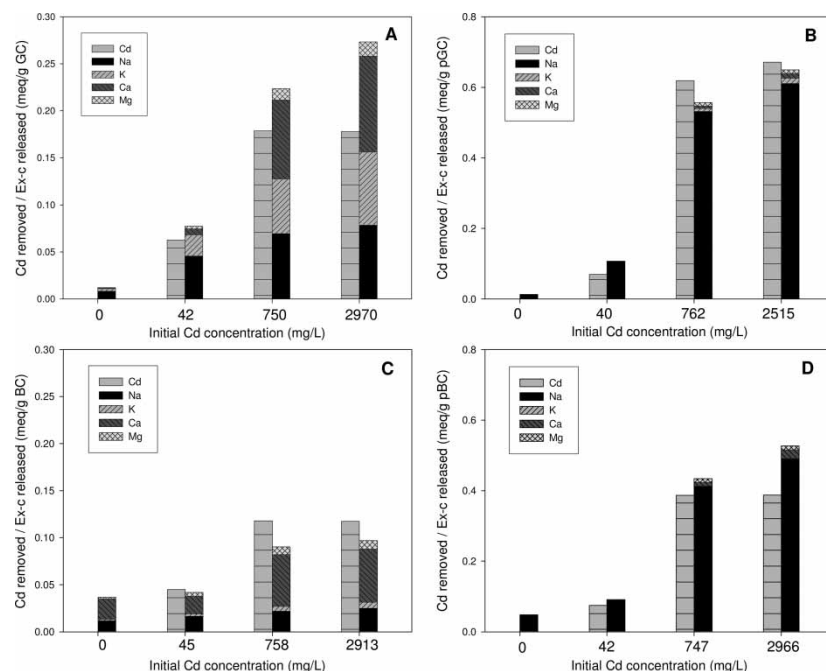 A
Cd removed / Ex-c released (meq/g GC)
0.30
0.25
0.20
0.15
0.10
0.05
0.00
Cd
Na
K
Ca
Mg
0 42 750 2970
Initial Cd concentration (mg/L)
B
Cd removed / Ex-c released (meq/g pGC)
0.8
0.6
0.4
0.2
0.0
Cd
Na
K
Ca
Mg
0 40 762 2515
Initial Cd concentration (mg/L)
C
Cd removed / Ex-c released (meq/g BC)
0.30
0.25
0.20
0.15
0.10
0.05
0.00
Cd
Na
K
Ca
Mg
0 45 758 2913
Initial Cd concentration (mg/L)
D
Cd removed / Ex-c released (meq/g pBC)
0.8
0.6
0.4
0.2
0.0
Cd
Na
K
Ca
Mg
0 42 747 2966
Initial Cd concentration (mg/L)